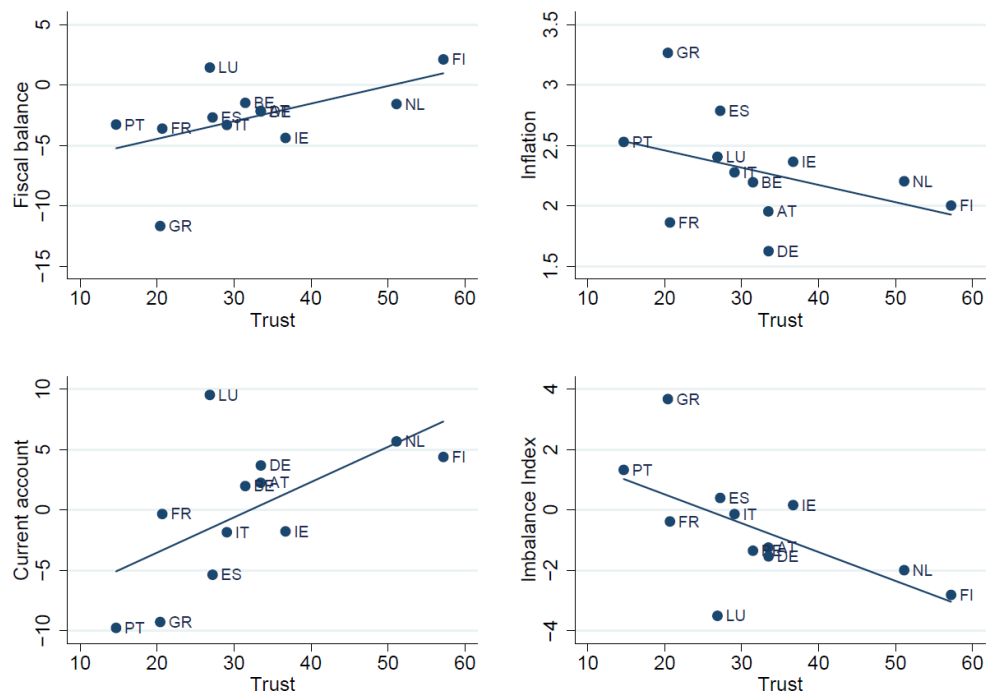 Fiscal balance
5
0
−5
−10
−15
LU
FI
BE
NL
ES
PT
FR
IT
IE
GR
10 20 30 40 50 60
Trust
Inflation
3.5
3
2.5
2
1.5
GR
ES
PT
LU
IE
IT
BE
NL
AT
FI
FR
DE
10 20 30 40 50 60
Trust
Current account
10
5
0
−5
−10
LU
NL
DE
FI
AT
BE
FR
IT
IE
ES
GR
PT
10 20 30 40 50 60
Trust
Imbalance Index
4
2
0
−2
−4
GR
PT
ES
IE
IT
FR
AT
BE
DE
NL
FI
LU
10 20 30 40 50 60
Trust